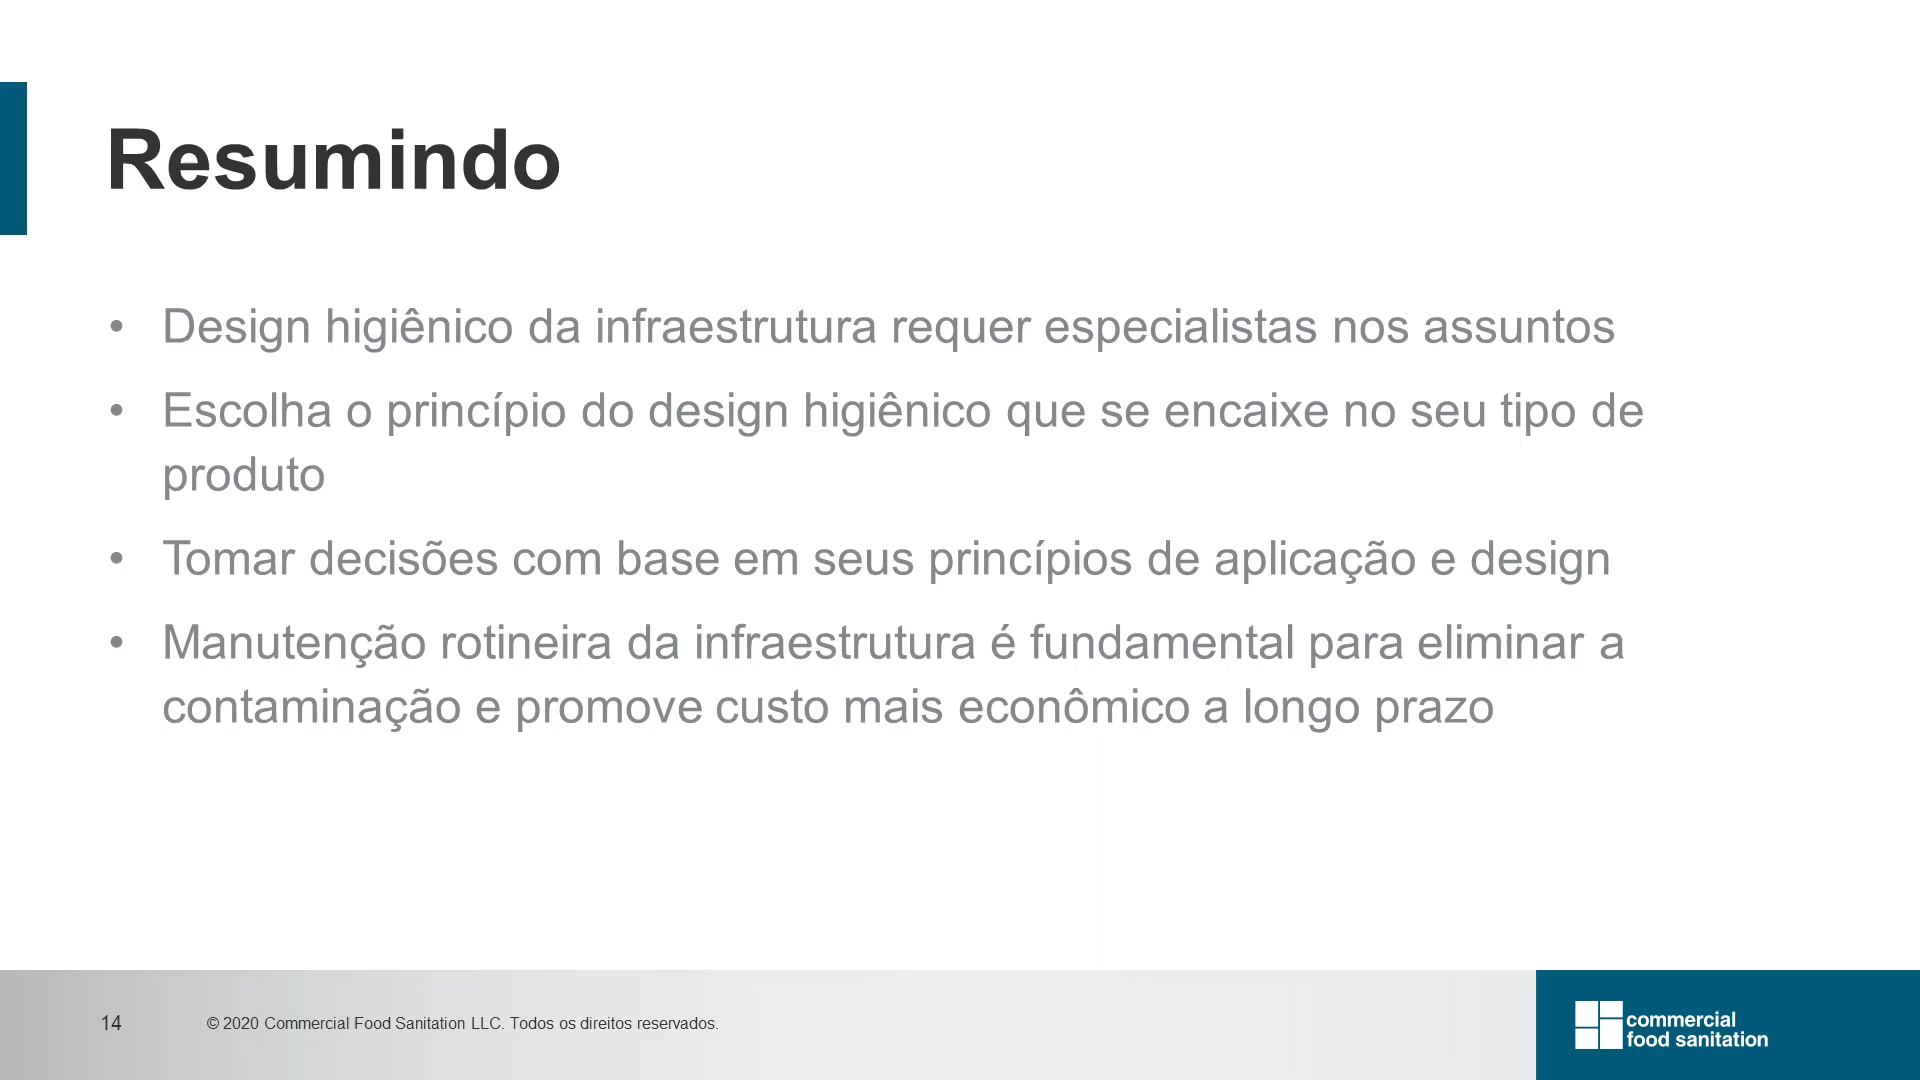 Resumindo
• Design higiênico da infraestrutura requer especialistas nos assuntos
• Escolha o princípio do design higiênico que se encaixe no seu tipo de
produto
• Tomar decisões com base em seus princípios de aplicação e design
• Manutenção rotineira da infraestrutura é fundamental para eliminar a
contaminação e promove custo mais econômico a longo prazo
14
© 2020 Commercial Food Sanitation LLC. Todos os direitos reservados.
commercial
food sanitation